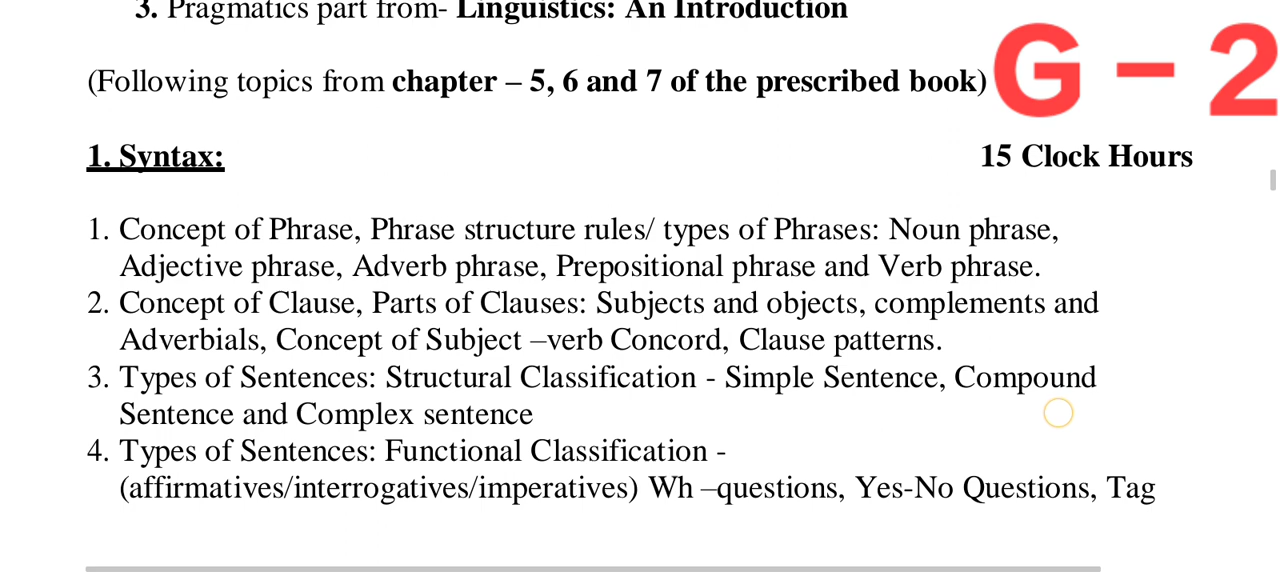 3. Pragmatics part from- Linguistics: An Introduction
(Following topics from chapter – 5, 6 and 7 of the prescribed book)
G – 2
1. Syntax: 15 Clock Hours
1. Concept of Phrase, Phrase structure rules/ types of Phrases: Noun phrase,
Adjective phrase, Adverb phrase, Prepositional phrase and Verb phrase.
2. Concept of Clause, Parts of Clauses: Subjects and objects, complements and
Adverbials, Concept of Subject –verb Concord, Clause patterns.
3. Types of Sentences: Structural Classification - Simple Sentence, Compound
Sentence and Complex sentence
4. Types of Sentences: Functional Classification -
(affirmatives/interrogatives/imperatives) Wh –questions, Yes-No Questions, Tag